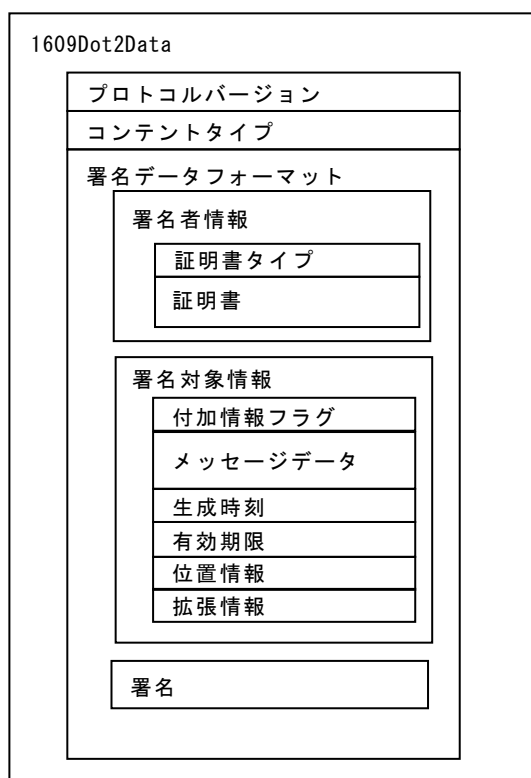 1609Dot2Data
プロトコルバージョン
コンテントタイプ
署名データフォーマット
署名者情報
証明書タイプ
証明書
署名対象情報
付加情報フラグ
メッセージデータ
生成時刻
有効期限
位置情報
拡張情報
署名